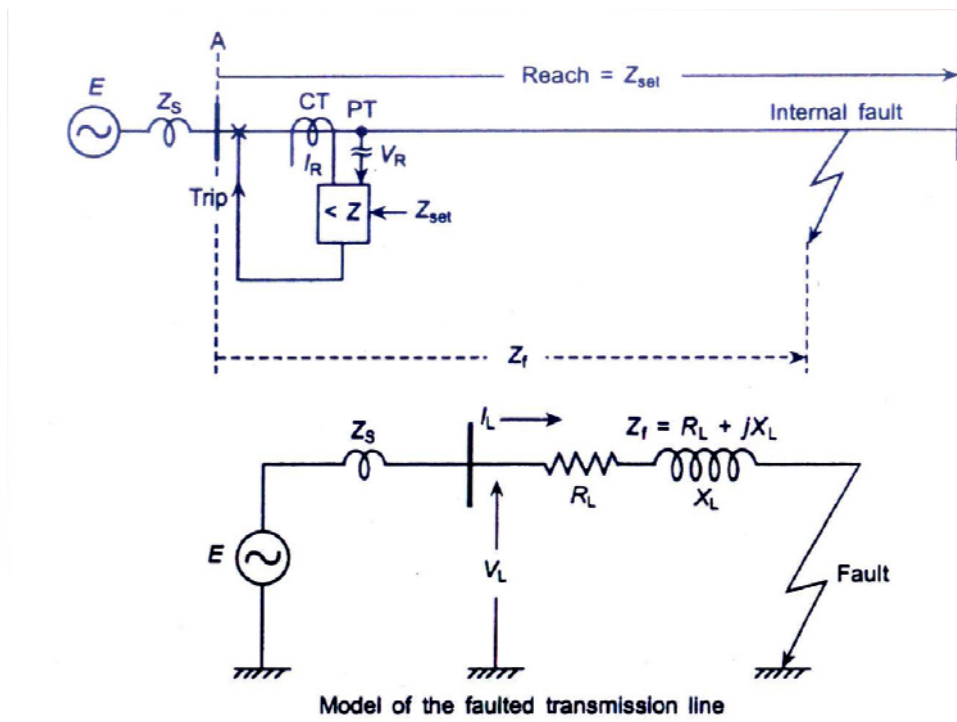 A
Reach = Zset
E
ZS
CT
PT
Internal fault
IR
VR
Trip
< Z
Zset
Zf
IL
ZS
Zf = RL + jXL
RL
XL
E
VL
Fault
Model of the faulted transmission line